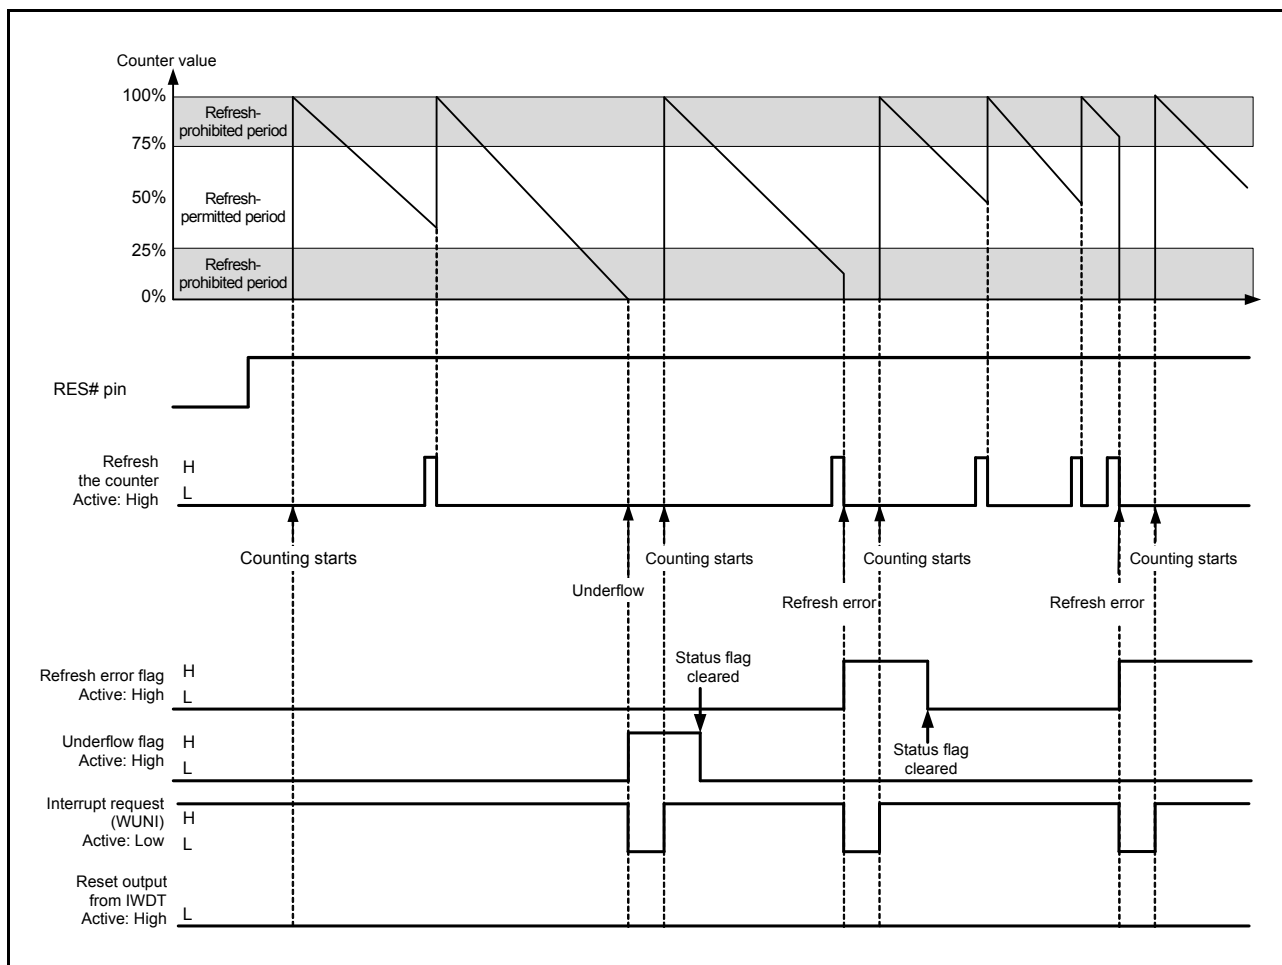 Counter value
100%
Refresh-
prohibited period
75%
50%
Refresh-
permitted period
25%
Refresh-
prohibited period
0%
RES# pin
Refresh
the counter
Active: High
H
L
Counting starts
Counting starts
Counting starts
Counting starts
Underflow
Refresh error
Refresh error
Refresh error flag
Active: High
H
L
Status flag
cleared
Underflow flag
Active: High
H
L
Status flag
cleared
Interrupt request
(WUNI)
Active: Low
H
L
Reset output
from IWDT
Active: High
L